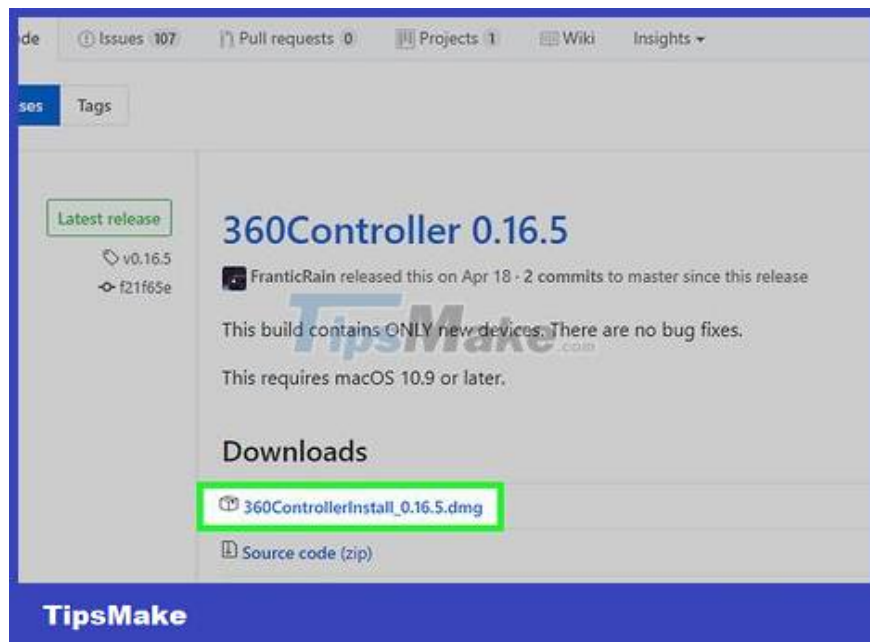 de Issues 107 Pull requests 0 Projects 1 Wiki Insights
ses Tags
Latest release
v0.16.5
f21f65e
360Controller 0.16.5
FranticRain released this on Apr 18 · 2 commits to master since this release
This build contains ONLY new devices. There are no bug fixes.
TipsMake.com
This requires macOS 10.9 or later.
Downloads
360ControllerInstall_0.16.5.dmg
Source code (zip)
TipsMake